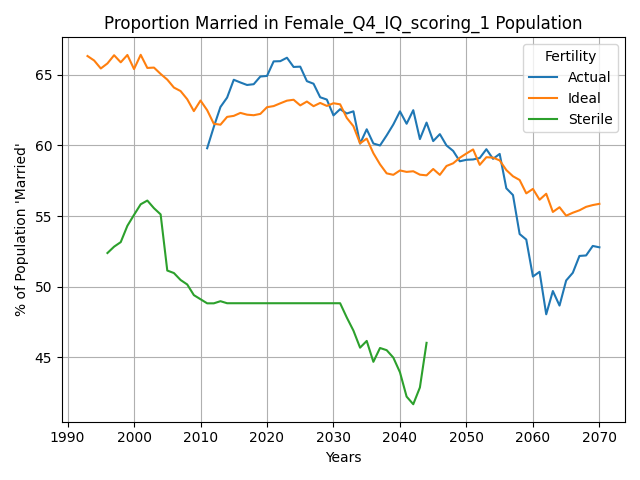 Proportion Married in Female_Q4_IQ_scoring_1 Population
% of Population 'Married'
65
60
55
50
45
Fertility
Actual
Ideal
Sterile
1990 2000 2010 2020 2030 2040 2050 2060 2070
Years